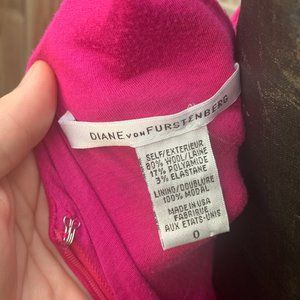 DIANE VON FURSTENBERG
SELF/EXTERIEUR
80% WOOL/LAINE
17% POLYAMIDE
3% ELASTANE
LINING/DOUBLURE
100% MODAL
MADE IN USA
FABRIQUE
AUX ETATS-UNIS
0